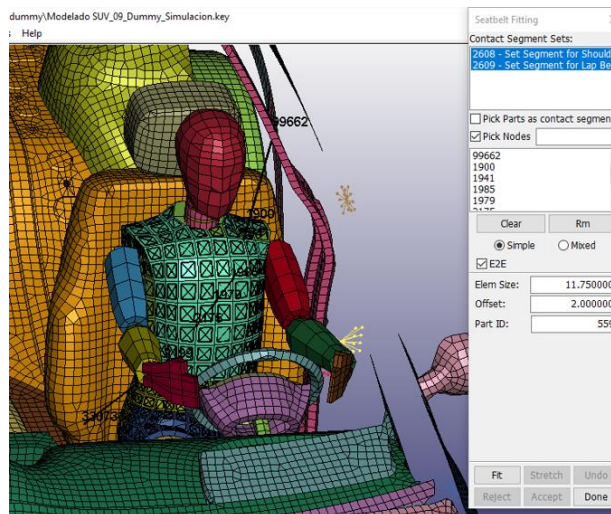 dummy\Modelado SUV_09_Dummy_Simulacion.key
Help
Seatbelt Fitting
Contact Segment Sets:
2608 - Set Segment for Should
2609 - Set Segment for Lap Be
Pick Parts as contact segmen
Pick Nodes
99662
1900
1941
1985
1979
Clear
Rm
Simple
Mixed
E2E
Elem Size:
11.750000
Offset:
2.000000
Part ID:
559
Fit
Stretch
Undo
Reject
Accept
Done
99662
1900